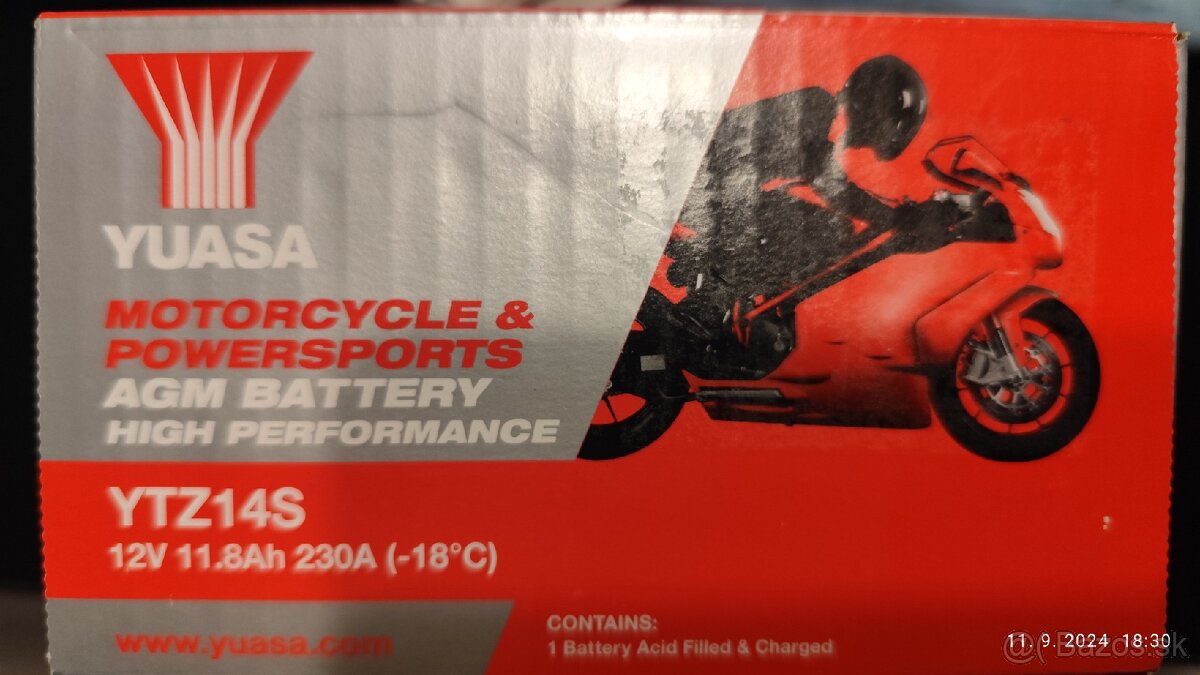 YUASA
MOTORCYCLE &
POWERSPORTS
AGM BATTERY
HIGH PERFORMANCE
YTZ14S
12V 11.8Ah 230A (-18°C)
www.yuasa.com
CONTAINS:
1 Battery Acid Filled & Charged
11. 9. 2024 18:30
@( Bazos.sk